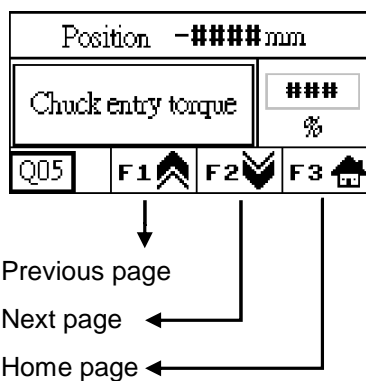 Position -####mm
Chuck entry torque ###
%
Q05 F1 F2 F3
Previous page
Next page
Home page